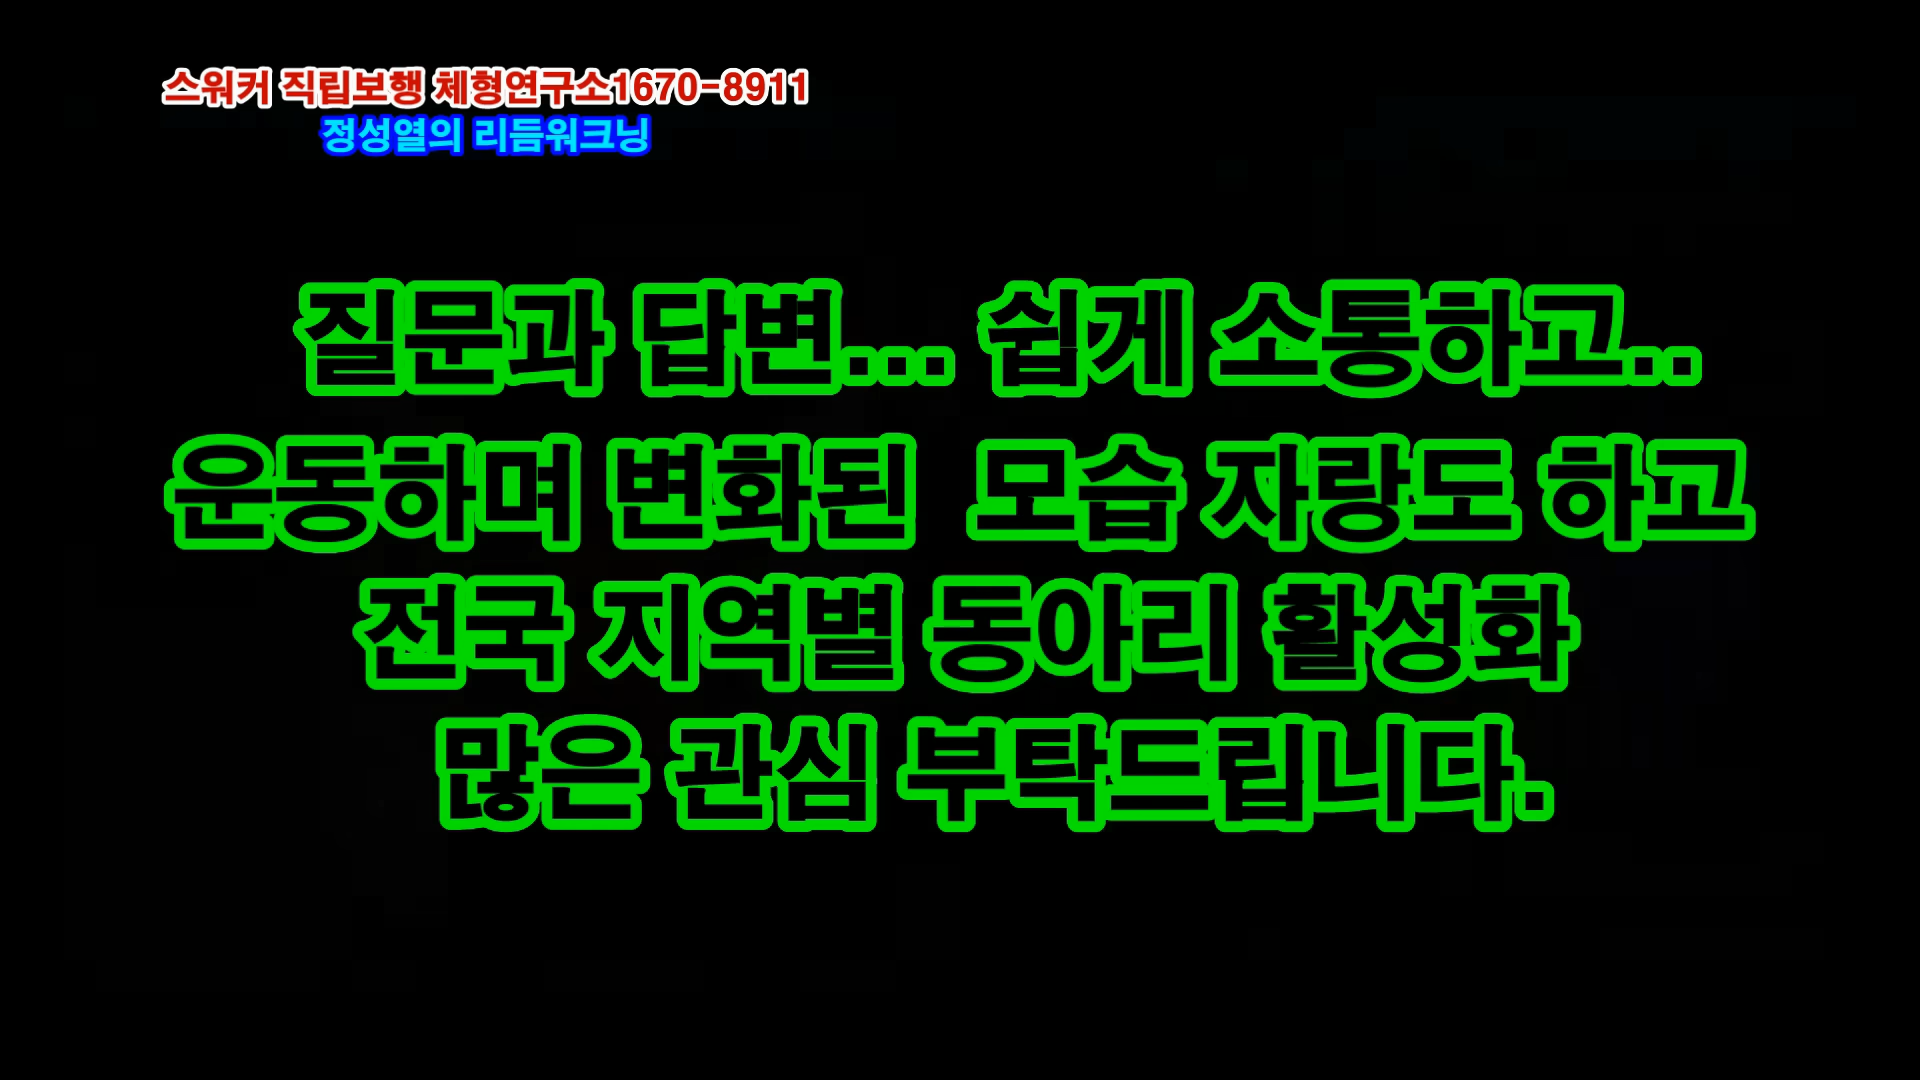 스워커 직립보행 체형연구소1670-8911
정성열의 리듬워크닝
질문과 답변... 쉽게 소통하고..
운동하며 변화된 모습 자랑도 하고
전국 지역별 동아리 활성화
많은 관심 부탁드립니다.